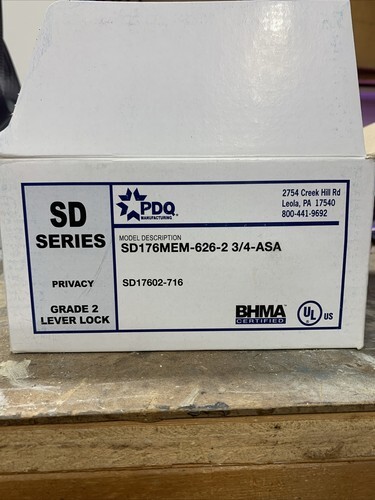 SD
SERIES
PRIVACY
GRADE 2
LEVER LOCK
PDQ
MANUFACTURING
2754 Creek Hill Rd
Leola, PA 17540
800-441-9692
MODEL DESCRIPTION
SD176MEM-626-2 3/4-ASA
SD17602-716
BHMA
CERTIFIED
UL US